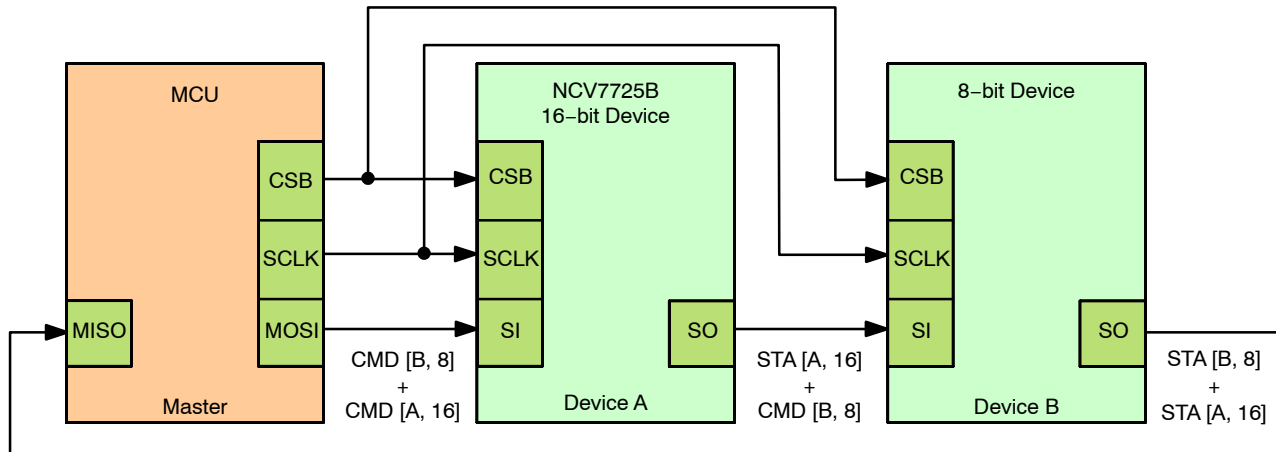 MCU
CSB
SCLK
MISO
MOSI
Master
CMD [B, 8]
+
CMD [A, 16]
NCV7725B
16−bit Device
CSB
SCLK
SI
SO
Device A
STA [A, 16]
+
CMD [B, 8]
8−bit Device
CSB
SCLK
SI
SO
Device B
STA [B, 8]
+
STA [A, 16]